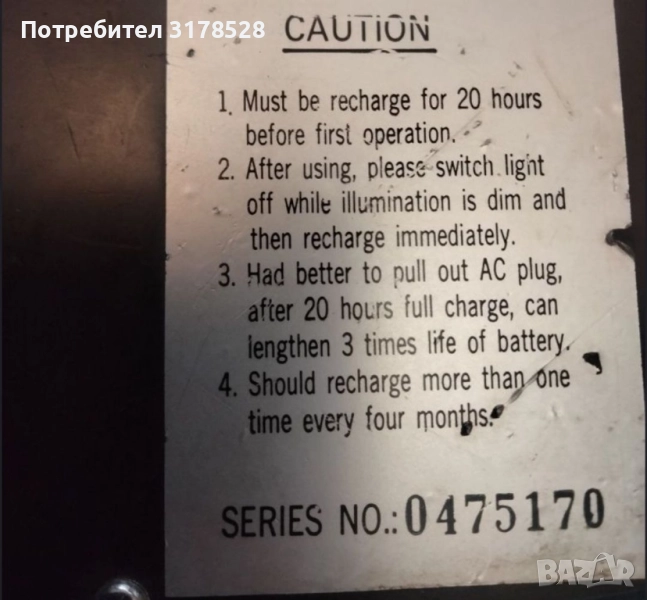 Потребител 3178528
CAUTION
1. Must be recharge for 20 hours
before first operation.
2. After using, please switch light
off while illumination is dim and
then recharge immediately.
3. Had better to pull out AC plug,
after 20 hours full charge, can
lengthen 3 times life of battery.
4. Should recharge more than one
time every four months.
SERIES NO.: 0475170
BAZAR